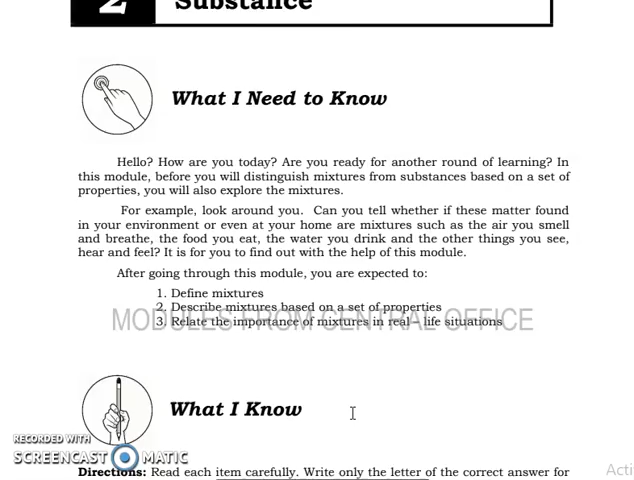 2 Substance
What I Need to Know
Hello? How are you today? Are you ready for another round of learning? In
this module, before you will distinguish mixtures from substances based on a set of
properties, you will also explore the mixtures.
For example, look around you. Can you tell whether if these matter found
in your environment or even at your home are mixtures such as the air you smell
and breathe, the food you eat, the water you drink and the other things you see,
hear and feel? It is for you to find out with the help of this module.
After going through this module, you are expected to:
1. Define mixtures
2. Describe mixtures based on a set of properties
MODULES FROM CENTRAL OFFICE
3. Relate the importance of mixtures in real – life situations
What I Know
RECORDED WITH
SCREENCAST MATIC
Directions: Read each item carefully. Write only the letter of the correct answer for
Acti